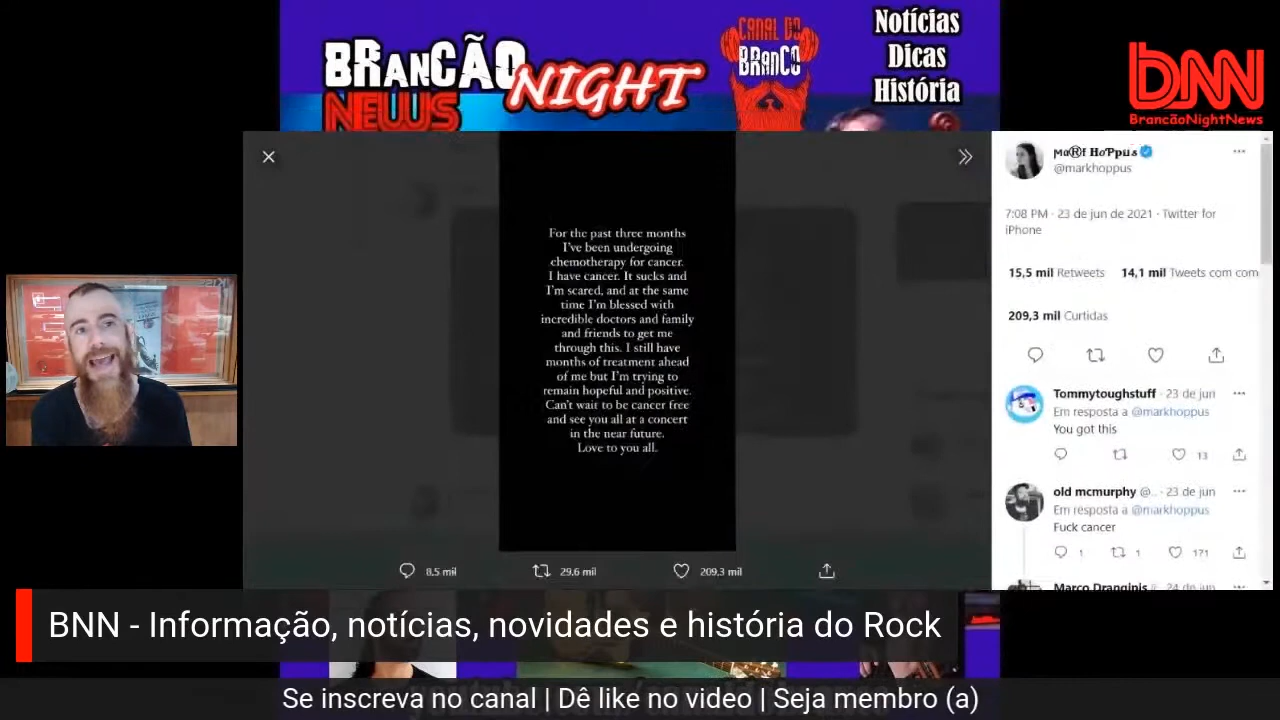 BRANCÃO
NEWS
NIGHT
CANAL DO
BRANCO
Notícias
Dicas
História
BNN
BrancãoNightNews
For the past three months
I've been undergoing
chemotherapy for cancer.
I have cancer. It sucks and
I'm scared, and at the same
time I'm blessed with
incredible doctors and family
and friends to get me
through this. I still have
months of treatment ahead
of me but I'm trying to
remain hopeful and positive.
Can't wait to be cancer free
and see you all at a concert
in the near future.
Love to you all.
8,5 mil
29,6 mil
209,3 mil
@markhoppus
7:08 PM · 23 de jun de 2021 · Twitter for
iPhone
15,5 mil Retweets 14,1 mil Tweets com com
209,3 mil Curtidas
Tommytoughstuff · 23 de jun
Em resposta a @markhoppus
You got this
13
old mcmurphy @.. · 23 de jun
Em resposta a @markhoppus
Fuck cancer
1 1 171
BNN - Informação, notícias, novidades e história do Rock
Se inscreva no canal | Dê like no video | Seja membro (a)